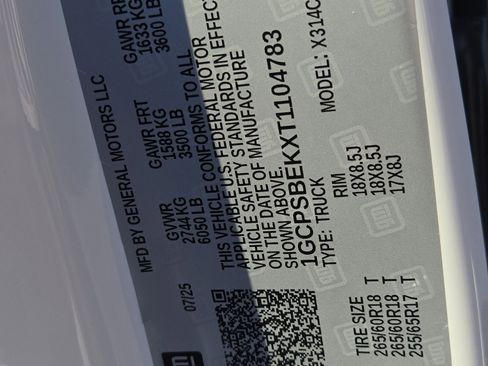 MFD BY GENERAL MOTORS LLC
07/25
GVWR GAWR FRT GAWR RE
2744 KG 1588 KG 1633 KG
6050 LB 3500 LB 3600 LB
THIS VEHICLE CONFORMS TO ALL
APPLICABLE U.S. FEDERAL MOTOR
VEHICLE SAFETY STANDARDS IN EFFECT
ON THE DATE OF MANUFACTURE
SHOWN ABOVE.
1GCPSBEKXT1104783
TYPE: TRUCK MODEL: X314C
TIRE SIZE RIM
265/60R18 T 18X8.5J
265/60R18 T 18X8.5J
255/65R17 T 17X8J
gm